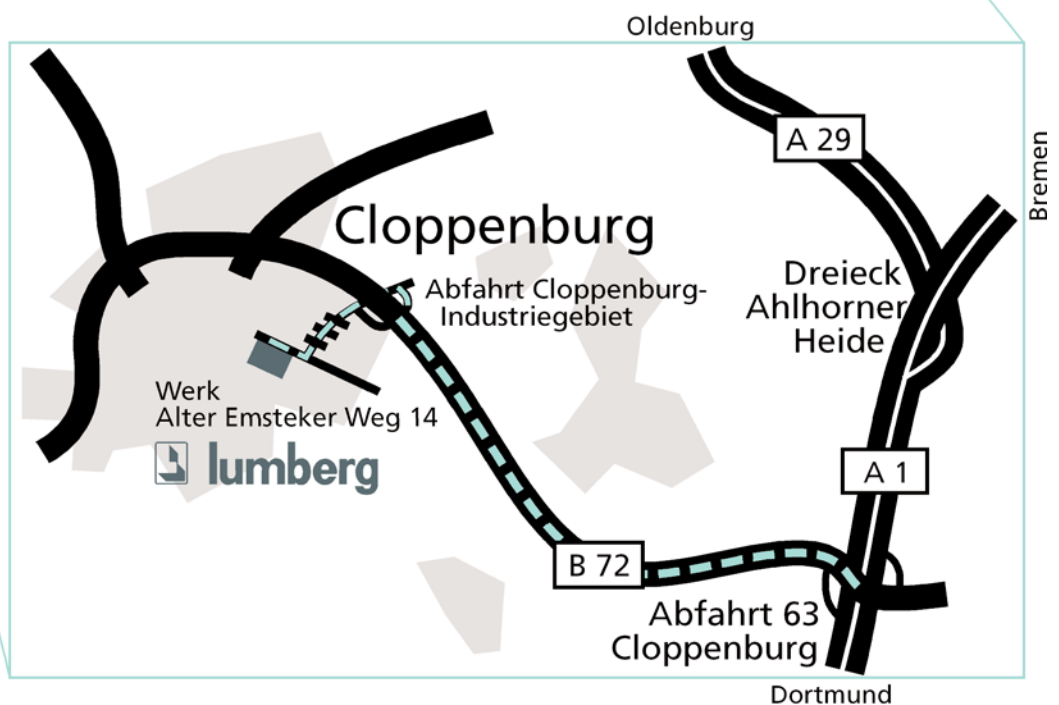 Oldenburg
A 29
Bremen
Cloppenburg
Dreieck
Ahlhorner
Heide
Abfahrt Cloppenburg-
Industriegebiet
Werk
Alter Emsteker Weg 14
lumberg
A 1
B 72
Abfahrt 63
Cloppenburg
Dortmund